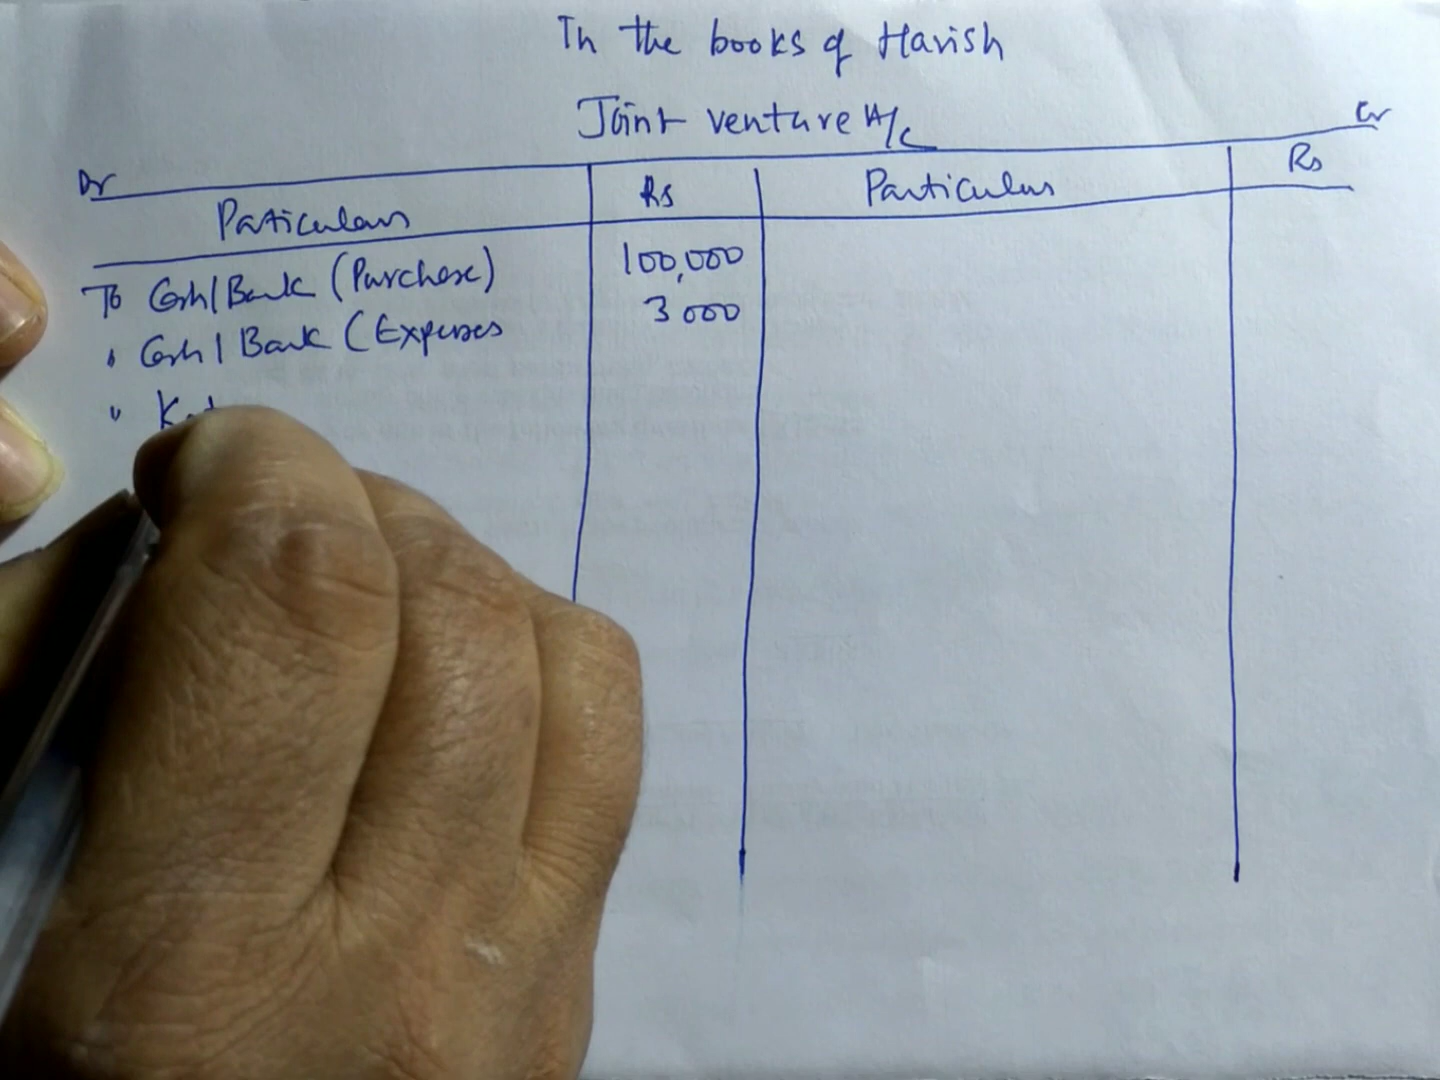 In the books of Harish
Joint venture A/c
Dr Cr
Particulars Rs Particulars Rs
To Cash/Bank (Purchase) 100,000
" Cash/Bank (Expenses 3000
"